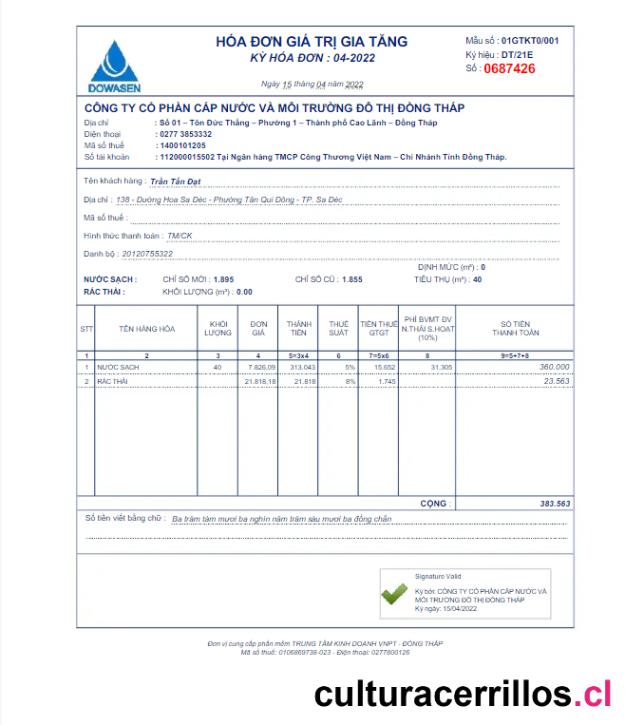 HÓA ĐƠN GIÁ TRỊ GIA TĂNG
KỲ HÓA ĐƠN : 04-2022
Mẫu số : 01GTKT0/001
Ký hiệu : DT/21E
Số : 0687426
DOWASEN
Ngày 15 tháng 04 năm 2022
CÔNG TY CỔ PHẦN CẤP NƯỚC VÀ MÔI TRƯỜNG ĐÔ THỊ ĐỒNG THÁP
Địa chỉ : Số 01 – Tôn Đức Thắng – Phường 1 – Thành phố Cao Lãnh – Đồng Tháp
Điện thoại : 0277 3853332
Mã số thuế : 1400101205
Số tài khoản : 112000015502 Tại Ngân hàng TMCP Công Thương Việt Nam – Chi Nhánh Tỉnh Đồng Tháp.
Tên khách hàng : Trần Tấn Đạt
Địa chỉ : 138 - Đường Hoa Sa Đéc - Phường Tân Qui Đông - TP. Sa Đéc
Mã số thuế :
Hình thức thanh toán : TM/CK
Danh bộ : 20120755322
ĐỊNH MỨC (m³) : 0
NƯỚC SẠCH : CHỈ SỐ MỚI : 1.895 CHỈ SỐ CŨ : 1.855 TIÊU THỤ (m³) : 40
RÁC THẢI : KHỐI LƯỢNG (m³) : 0.00
STT TÊN HÀNG HÓA KHỐI LƯỢNG ĐƠN GIÁ THÀNH TIỀN THUẾ SUẤT TIỀN THUẾ GTGT PHÍ BVMT ĐV N.THẢI S.HOẠT (10%) SỐ TIỀN THANH TOÁN
1 2 3 4 5=3x4 6 7=5x6 8 9=5+7+8
1 NƯỚC SẠCH 40 7.826,09 313.043 5% 15.652 31.305 360.000
2 RÁC THẢI 21.818,18 21.818 8% 1.745 23.563
CỘNG : 383.563
Số tiền viết bằng chữ : Ba trăm tám mươi ba nghìn năm trăm sáu mươi ba đồng chẵn
Signature Valid
Ký bởi: CÔNG TY CỔ PHẦN CẤP NƯỚC VÀ
MÔI TRƯỜNG ĐÔ THỊ ĐỒNG THÁP
Ký ngày: 15/04/2022
Đơn vị cung cấp phần mềm TRUNG TÂM KINH DOANH VNPT - ĐỒNG THÁP
Mã số thuế: 0106869738-023 - Điện thoại: 0277800126
culturacerrillos.cl